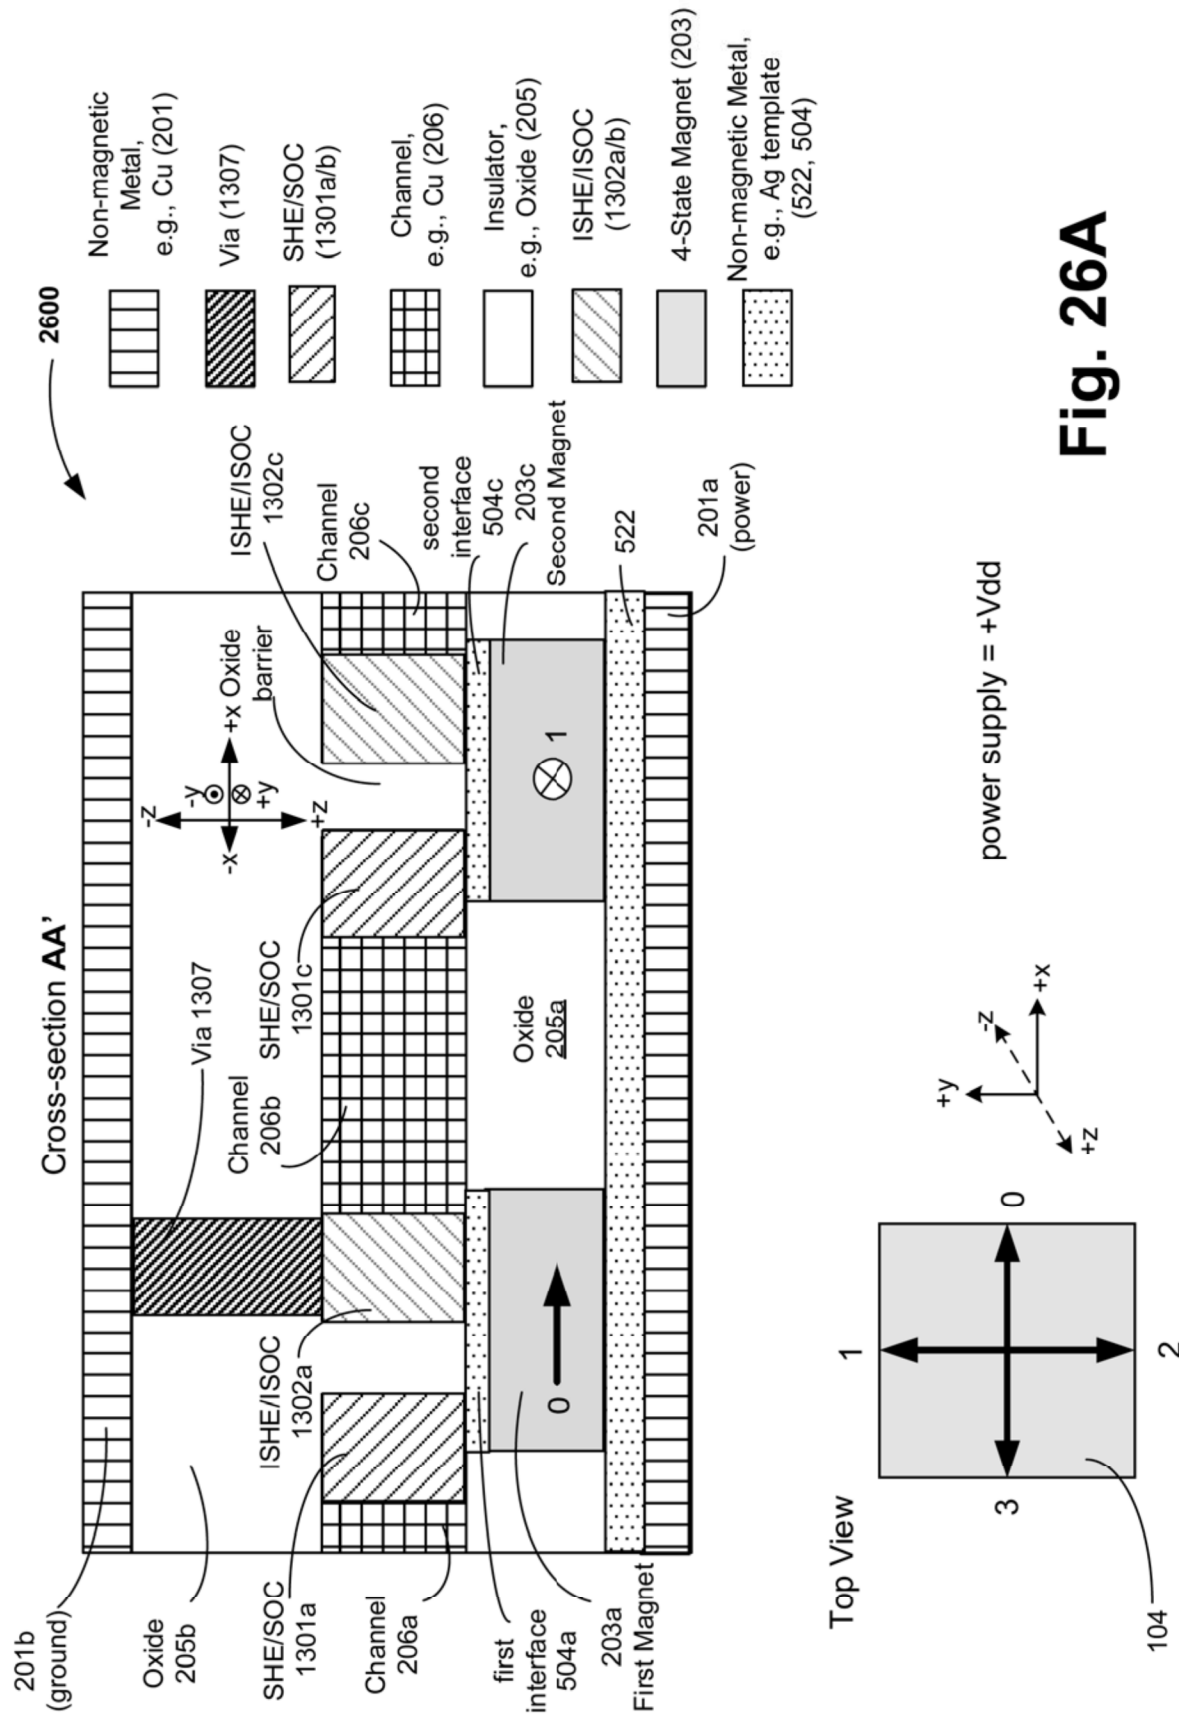 Cross-section AA’
2600
201b
(ground)
Oxide
205b
SHE/SOC
1301a
Channel
206a
first
interface
504a
203a
First Magnet
ISHE/ISOC
1302a
Via 1307
Channel
206b
SHE/SOC
1301c
Oxide
205a
-z
-y
+y
+z
-x
+x
Oxide
barrier
ISHE/ISOC
1302c
Channel
206c
second
interface
504c
203c
Second Magnet
522
201a
(power)
0
1
Non-magnetic
Metal,
e.g., Cu (201)
Via (1307)
SHE/SOC
(1301a/b)
Channel,
e.g., Cu (206)
Insulator,
e.g., Oxide (205)
ISHE/ISOC
(1302a/b)
4-State Magnet (203)
Non-magnetic Metal,
e.g., Ag template
(522, 504)
Top View
1
0
3
2
104
+y
-z
+x
+z
power supply = +Vdd
Fig. 26A